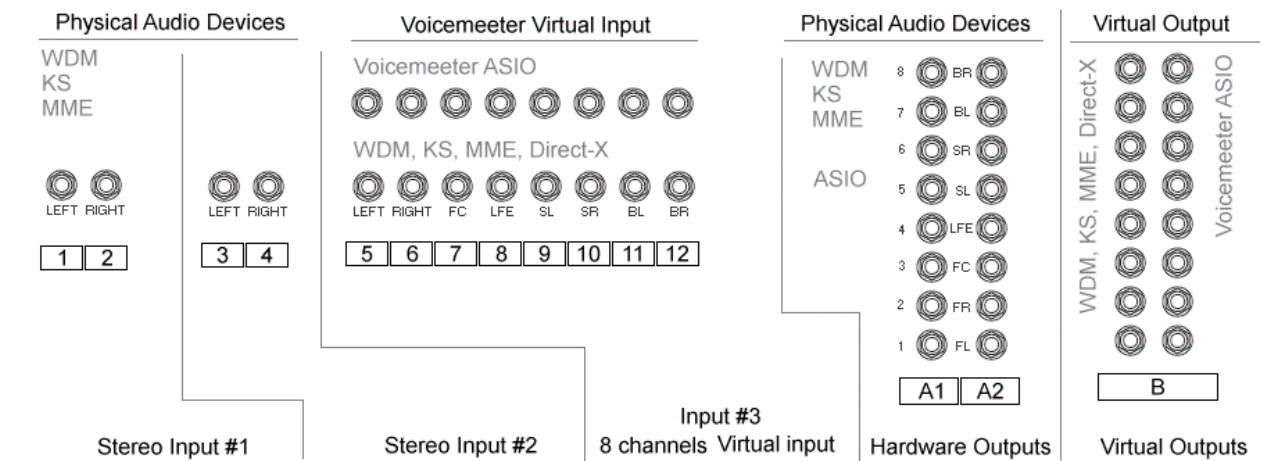 Physical Audio Devices
Voicemeeter Virtual Input
Physical Audio Devices
Virtual Output
WDM
KS
MME
Voicemeeter ASIO
WDM, KS, MME, Direct-X
LEFT RIGHT
LEFT RIGHT
LEFT RIGHT FC LFE SL SR BL BR
1 2
3 4
5 6 7 8 9 10 11 12
WDM
KS
MME
ASIO
8 BR
7 BL
6 SR
5 SL
4 LFE
3 FC
2 FR
1 FL
A1 A2
WDM, KS, MME, Direct-X
Voicemeeter ASIO
B
Stereo Input #1
Stereo Input #2
Input #3
8 channels Virtual input
Hardware Outputs
Virtual Outputs